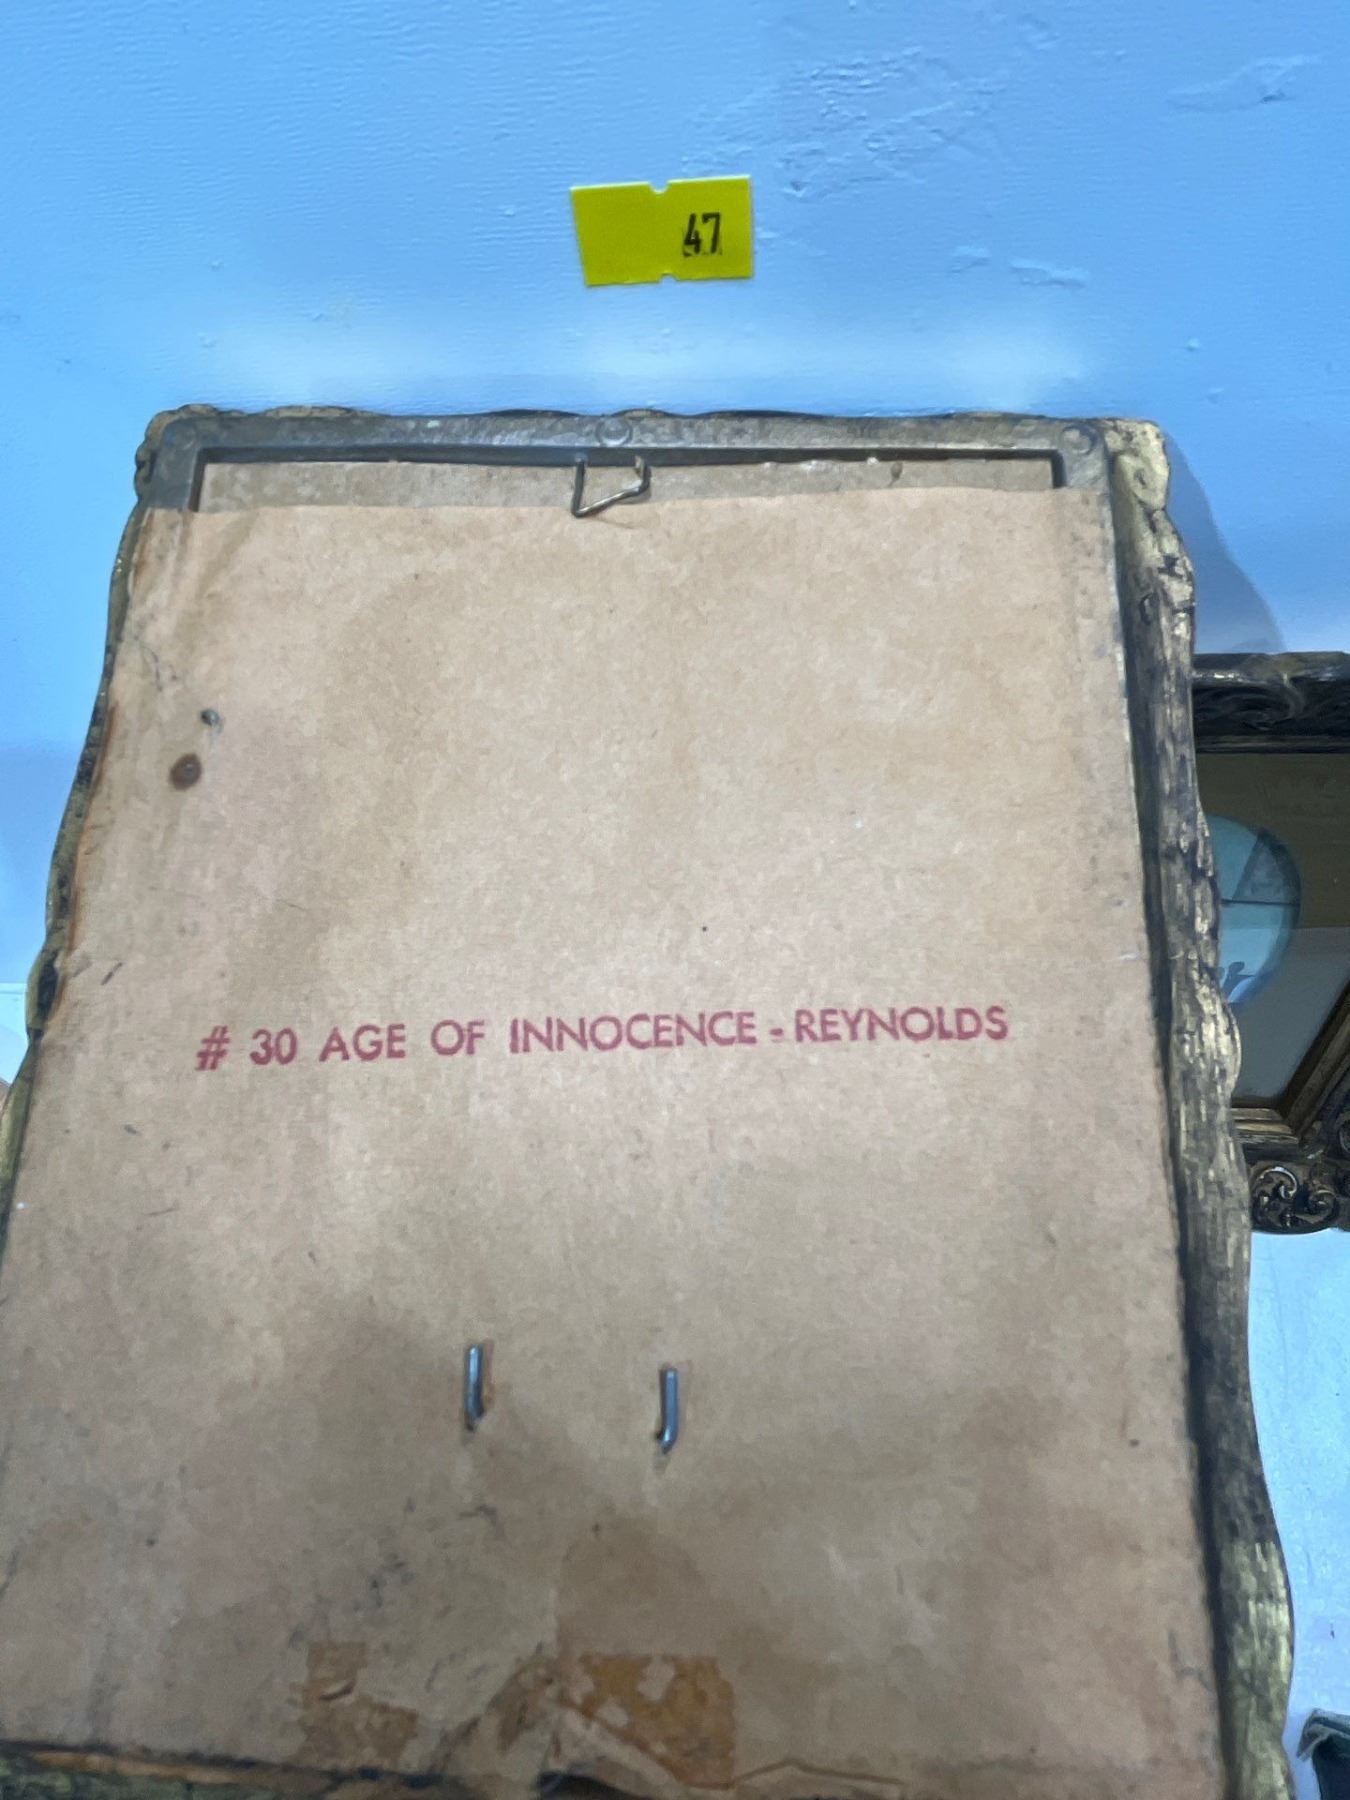 47
# 30 AGE OF INNOCENCE - REYNOLDS